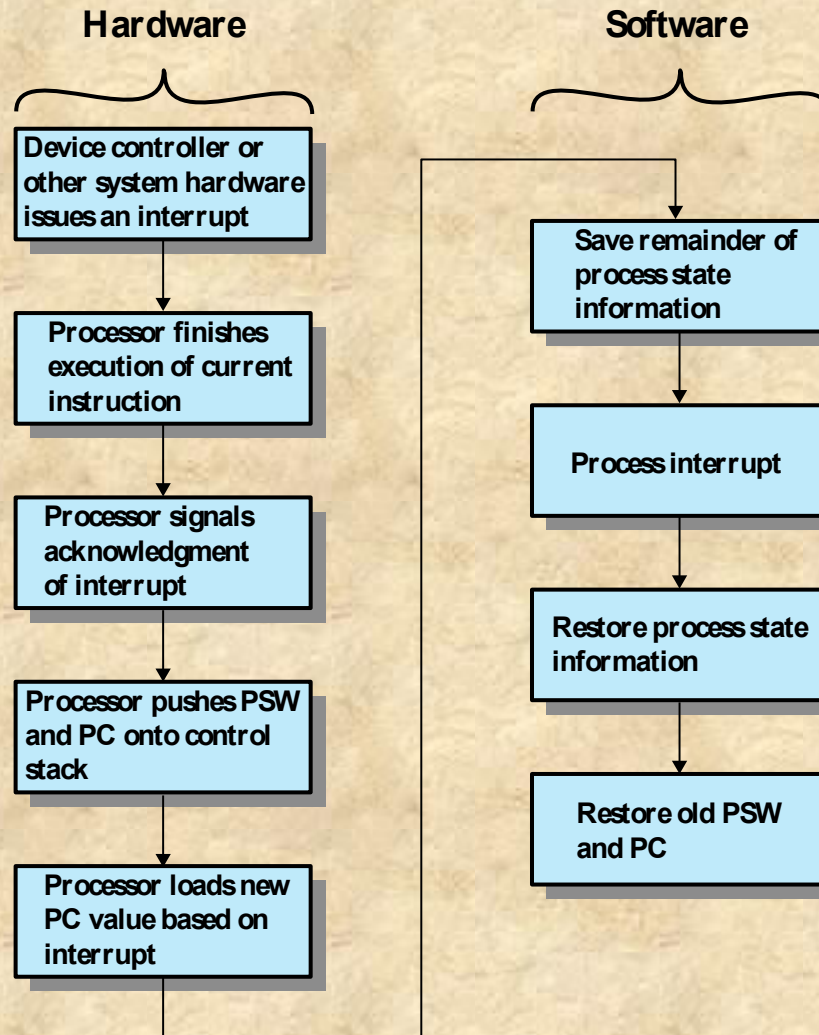 Hardware
Device controller or
other system hardware
issues an interrupt
Processor finishes
execution of current
instruction
Processor signals
acknowledgment
of interrupt
Processor pushes PSW
and PC onto control
stack
Processor loads new
PC value based on
interrupt
Software
Save remainder of
process state
information
Process interrupt
Restore process state
information
Restore old PSW
and PC